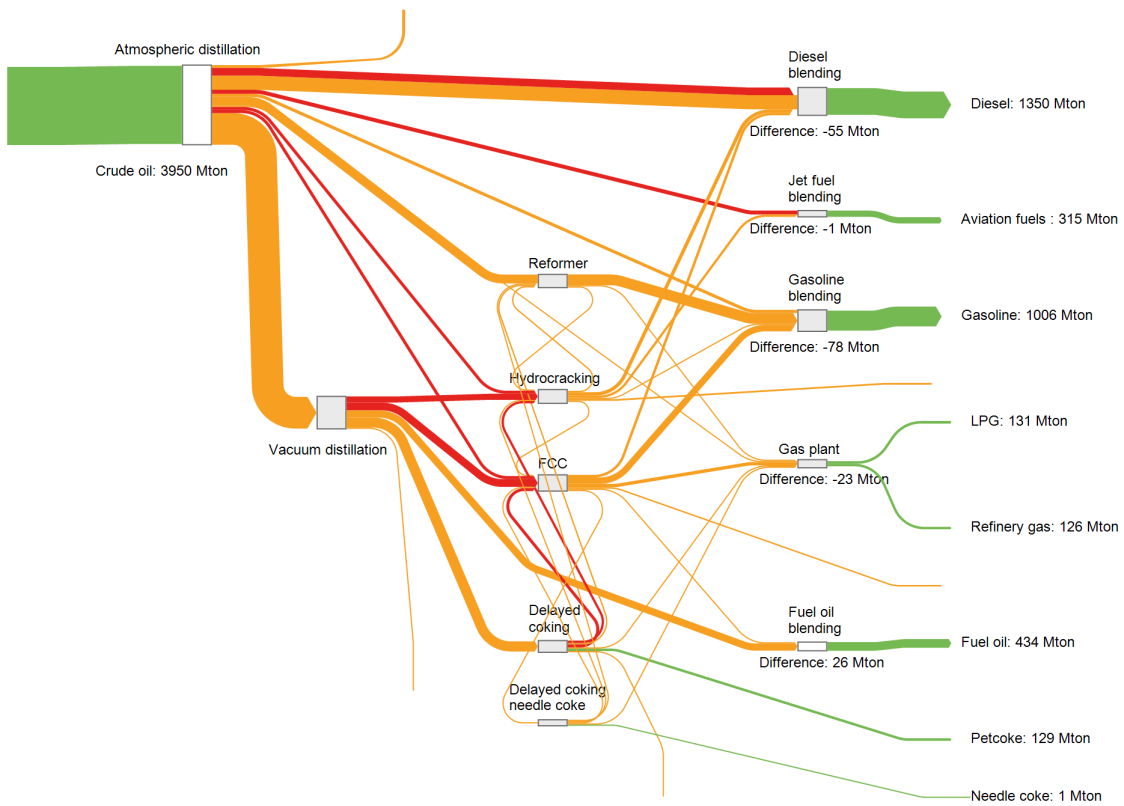 Atmospheric distillation
Crude oil: 3950 Mton
Diesel
blending
Difference: -55 Mton
Diesel: 1350 Mton
Jet fuel
blending
Difference: -1 Mton
Aviation fuels : 315 Mton
Reformer
Gasoline
blending
Difference: -78 Mton
Gasoline: 1006 Mton
Hydrocracking
Vacuum distillation
LPG: 131 Mton
FCC
Gas plant
Difference: -23 Mton
Refinery gas: 126 Mton
Delayed
coking
Fuel oil
blending
Difference: 26 Mton
Fuel oil: 434 Mton
Delayed coking
needle coke
Petcoke: 129 Mton
Needle coke: 1 Mton